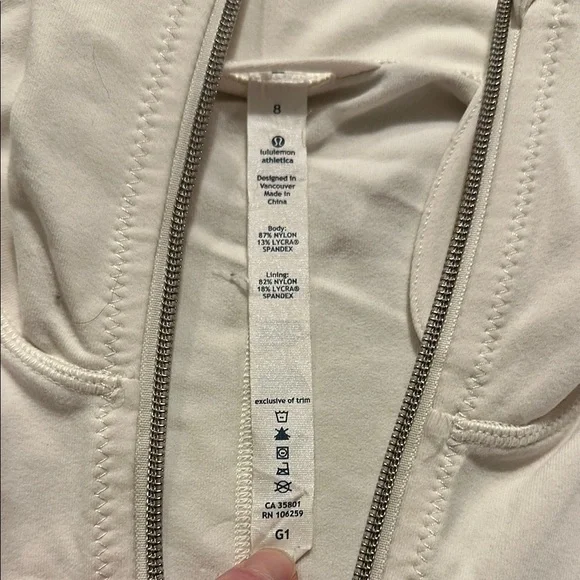 8
lululemon
athletica
Designed in
Vancouver
Made in
China
Body:
87% NYLON
13% LYCRA®
SPANDEX
Lining:
82% NYLON
18% LYCRA®
SPANDEX
exclusive of trim
CA 35801
RN 106259
G1